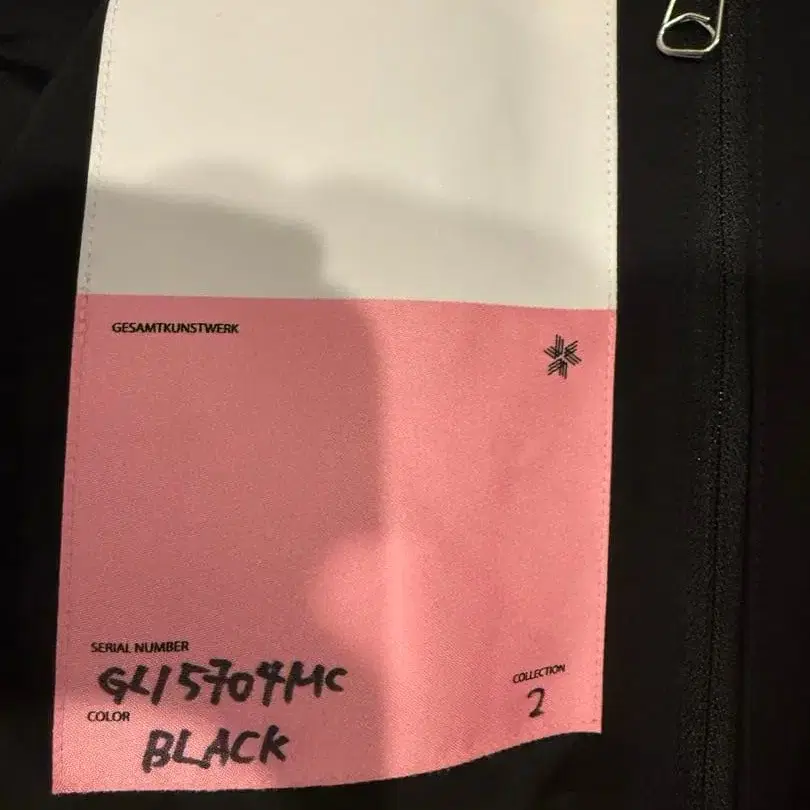 GESAMTKUNSTWERK
SERIAL NUMBER
GL15704MC
COLOR
BLACK
COLLECTION
2